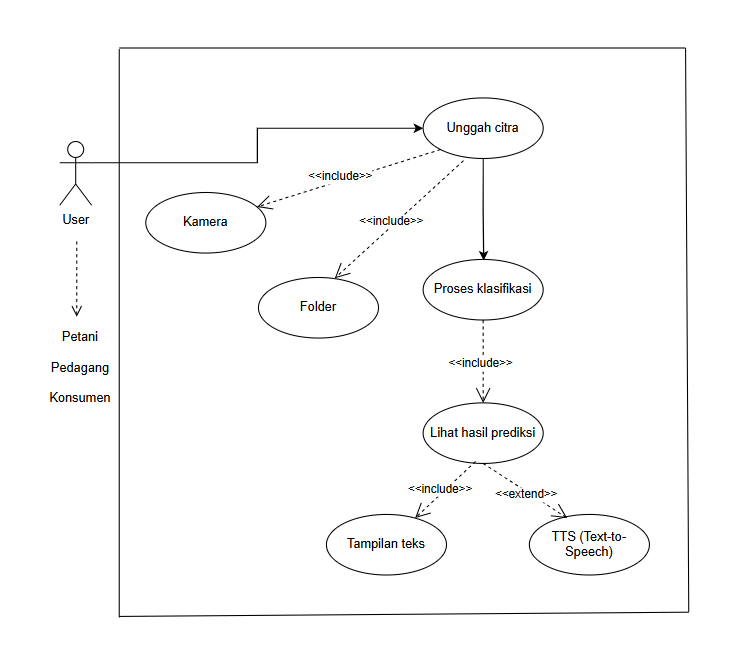 Unggah citra
<<include>>
Kamera
User
<<include>>
Proses klasifikasi
Folder
Petani
Pedagang
Konsumen
<<include>>
Lihat hasil prediksi
<<include>>
<<extend>>
Tampilan teks
TTS (Text-to-
Speech)